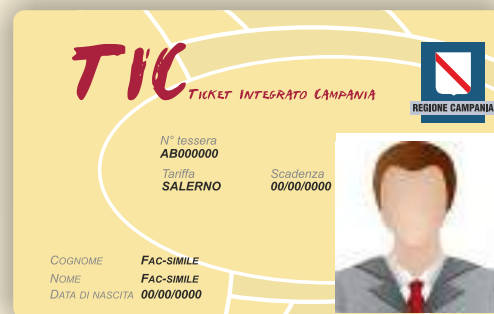 TIC
TICKET INTEGRATO CAMPANIA
REGIONE CAMPANIA
N° tessera
AB000000
Tariffa Scadenza
SALERNO 00/00/0000
COGNOME FAC-SIMILE
NOME FAC-SIMILE
DATA DI NASCITA 00/00/0000